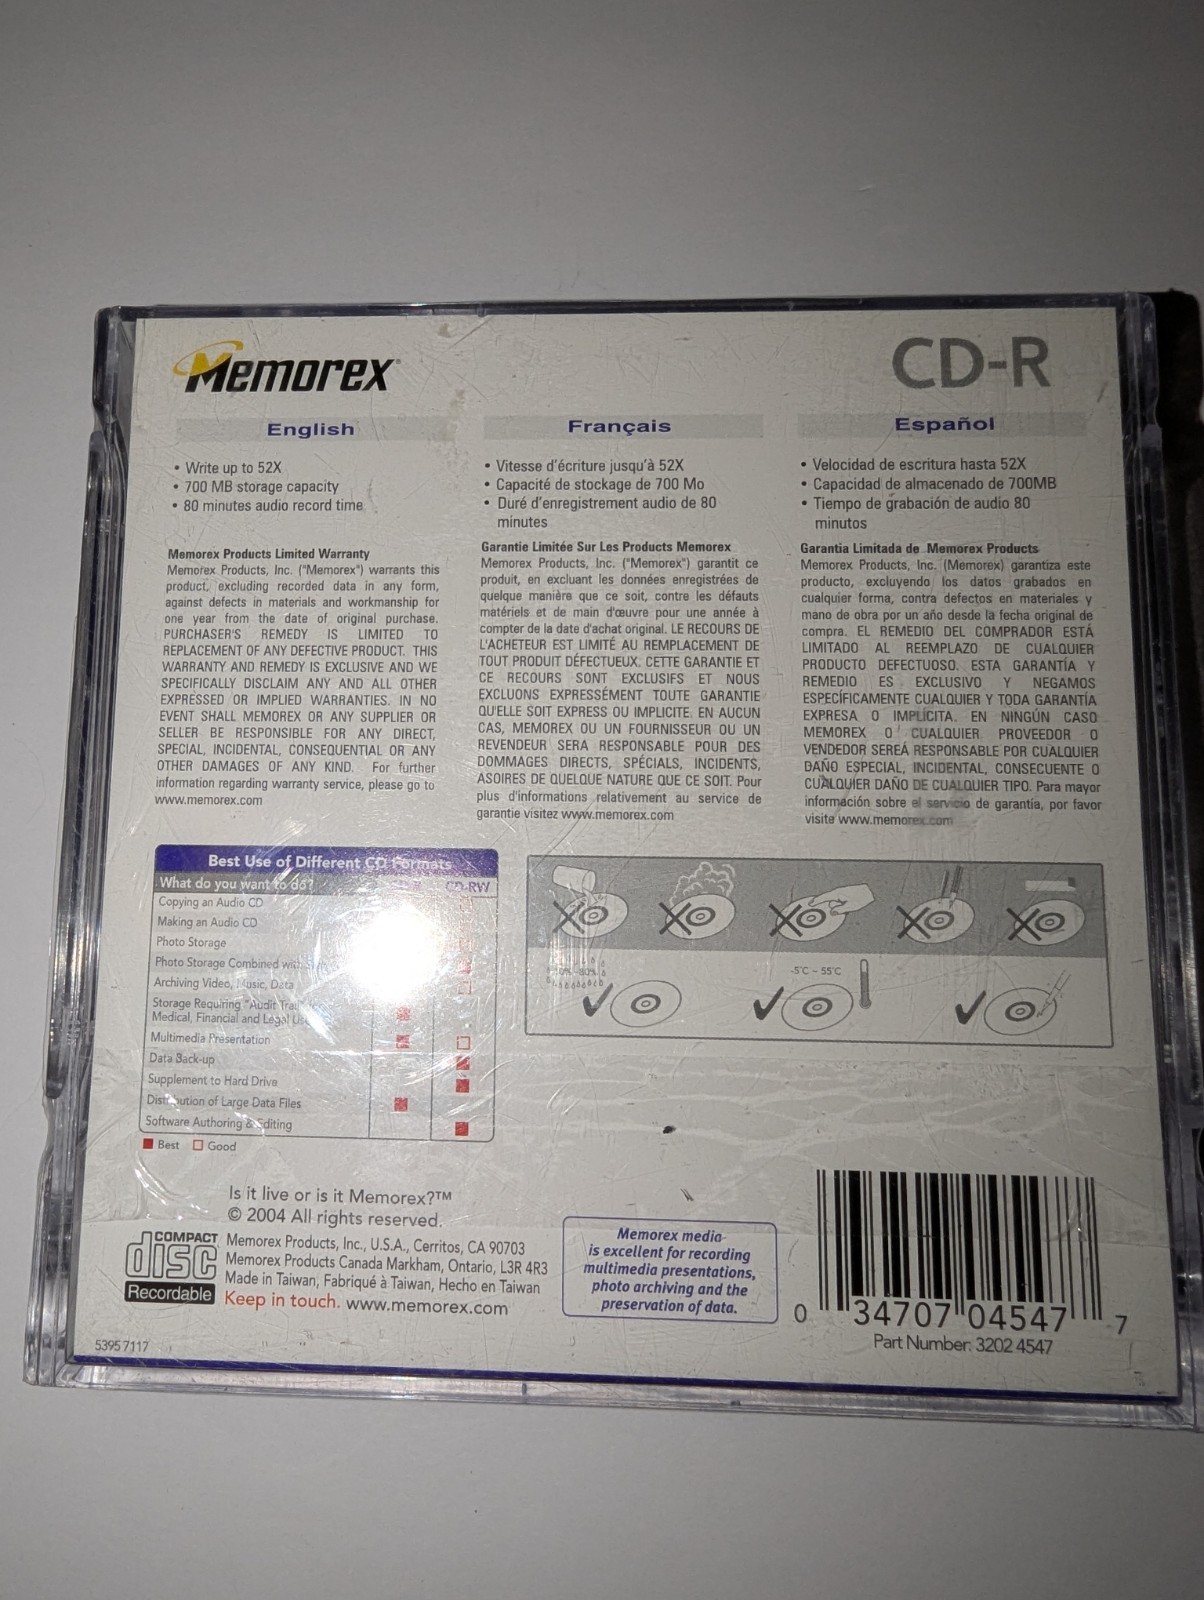 Memorex®
CD-R
English
• Write up to 52X
• 700 MB storage capacity
• 80 minutes audio record time
Memorex Products Limited Warranty
Memorex Products, Inc. ("Memorex") warrants this
product, excluding recorded data in any form,
against defects in materials and workmanship for
one year from the date of original purchase.
PURCHASER'S REMEDY IS LIMITED TO
REPLACEMENT OF ANY DEFECTIVE PRODUCT. THIS
WARRANTY AND REMEDY IS EXCLUSIVE AND WE
SPECIFICALLY DISCLAIM ANY AND ALL OTHER
EXPRESSED OR IMPLIED WARRANTIES. IN NO
EVENT SHALL MEMOREX OR ANY SUPPLIER OR
SELLER BE RESPONSIBLE FOR ANY DIRECT,
SPECIAL, INCIDENTAL, CONSEQUENTIAL OR ANY
OTHER DAMAGES OF ANY KIND. For further
information regarding warranty service, please go to
www.memorex.com
Français
• Vitesse d'écriture jusqu'à 52X
• Capacité de stockage de 700 Mo
• Duré d'enregistrement audio de 80
minutes
Garantie Limitée Sur Les Products Memorex
Memorex Products, Inc. ("Memorex") garantit ce
produit, en excluant les données enregistrées de
quelque manière que ce soit, contre les défauts
matériels et de main d'œuvre pour une année à
compter de la date d'achat original. LE RECOURS DE
L'ACHETEUR EST LIMITÉ AU REMPLACEMENT DE
TOUT PRODUIT DÉFECTUEUX. CETTE GARANTIE ET
CE RECOURS SONT EXCLUSIFS ET NOUS
EXCLUONS EXPRESSÉMENT TOUTE GARANTIE
QU'ELLE SOIT EXPRESS OU IMPLICITE. EN AUCUN
CAS, MEMOREX OU UN FOURNISSEUR OU UN
REVENDEUR SERA RESPONSABLE POUR DES
DOMMAGES DIRECTS, SPÉCIALS, INCIDENTS,
ASOIRES DE QUELQUE NATURE QUE CE SOIT. Pour
plus d'informations relativement au service de
garantie visitez www.memorex.com
Español
• Velocidad de escritura hasta 52X
• Capacidad de almacenado de 700MB
• Tiempo de grabación de audio 80
minutos
Garantia Limitada de Memorex Products
Memorex Products, Inc. (Memorex) garantiza este
producto, excluyendo los datos grabados en
cualquier forma, contra defectos en materiales y
mano de obra por un año desde la fecha original de
compra. EL REMEDIO DEL COMPRADOR ESTÁ
LIMITADO AL REEMPLAZO DE CUALQUIER
PRODUCTO DEFECTUOSO. ESTA GARANTÍA Y
REMEDIO ES EXCLUSIVO Y NEGAMOS
ESPECÍFICAMENTE CUALQUIER Y TODA GARANTÍA
EXPRESA O IMPLÍCITA. EN NINGÚN CASO
MEMOREX O CUALQUIER PROVEEDOR O
VENDEDOR SEREÁ RESPONSABLE POR CUALQUIER
DAÑO ESPECIAL, INCIDENTAL, CONSECUENTE O
CUALQUIER DAÑO DE CUALQUIER TIPO. Para mayor
información sobre el servicio de garantía, por favor
visite www.memorex.com
Best Use of Different CD Formats
What do you want to do? CD-RW
Copying an Audio CD
Making an Audio CD
Photo Storage
Photo Storage Combined with
Archiving Video, Music, Data
Storage Requiring "Audit Trail"
Medical, Financial and Legal
Multimedia Presentation
Data Back-up
Supplement to Hard Drive
Distribution of Large Data Files
Software Authoring & Editing
Best Good
-5°C ~ 55°C
Is it live or is it Memorex?™
© 2004 All rights reserved.
COMPACT
disc
Recordable
Memorex Products, Inc., U.S.A., Cerritos, CA 90703
Memorex Products Canada Markham, Ontario, L3R 4R3
Made in Taiwan, Fabriqué à Taiwan, Hecho en Taiwan
Keep in touch. www.memorex.com
Memorex media
is excellent for recording
multimedia presentations,
photo archiving and the
preservation of data.
0 34707 04547 7
Part Number: 3202 4547
5395 7117